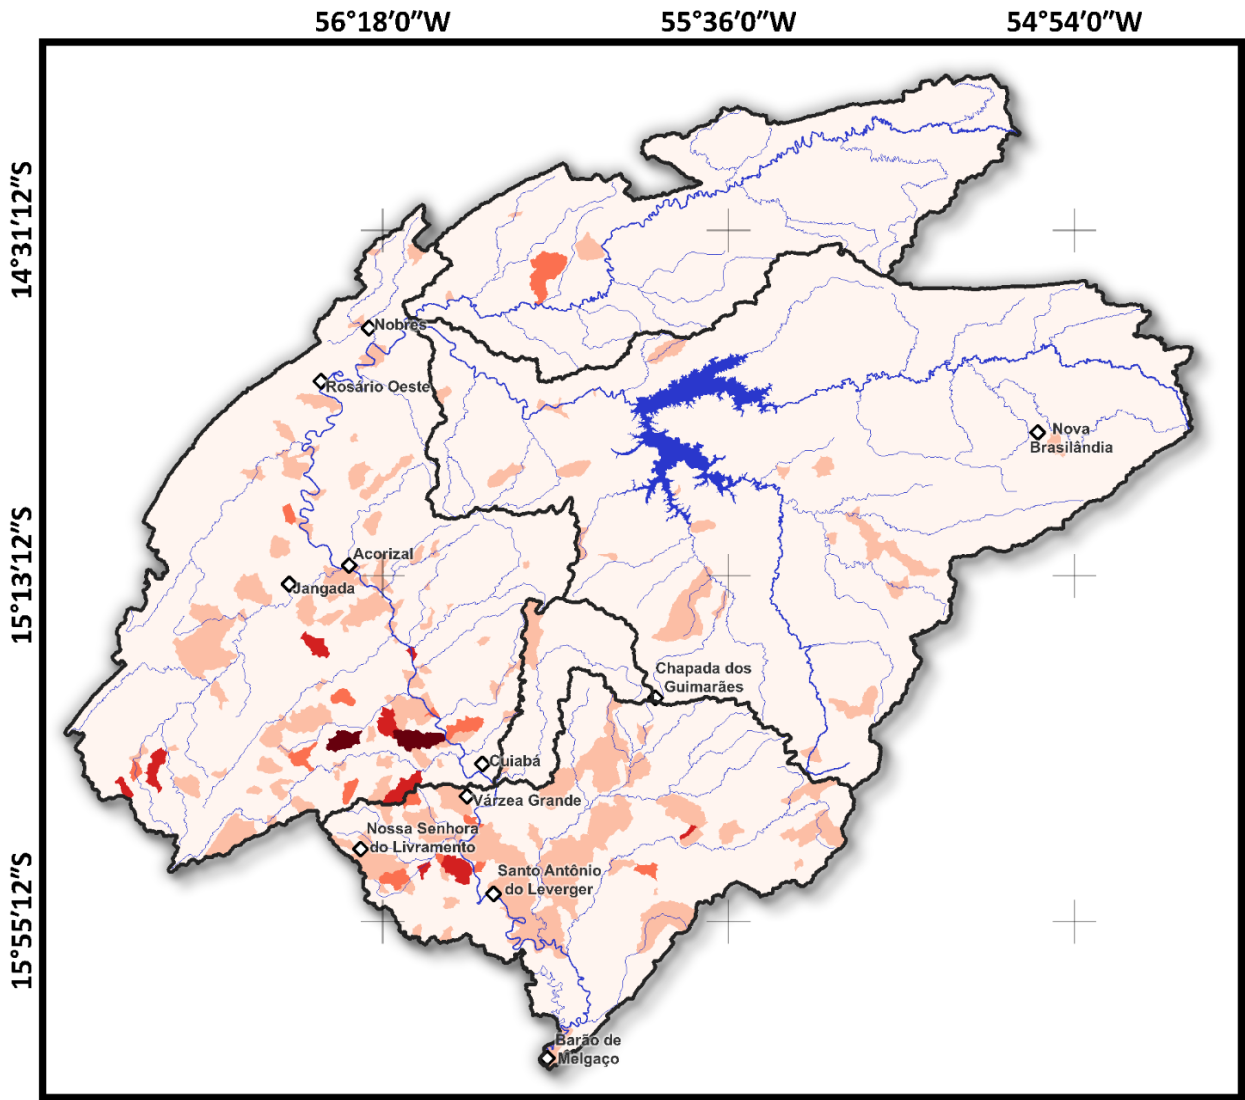 56°18′0″W 55°36′0″W 54°54′0″W
14°31′12″S
15°13′12″S
15°55′12″S
Nobres
Rosário Oeste
Nova
Brasilândia
Acorizal
Jangada
Chapada dos
Guimarães
Cuiabá
Várzea Grande
Nossa Senhora
do Livramento
Santo Antônio
do Leverger
Barão de
Melgaço